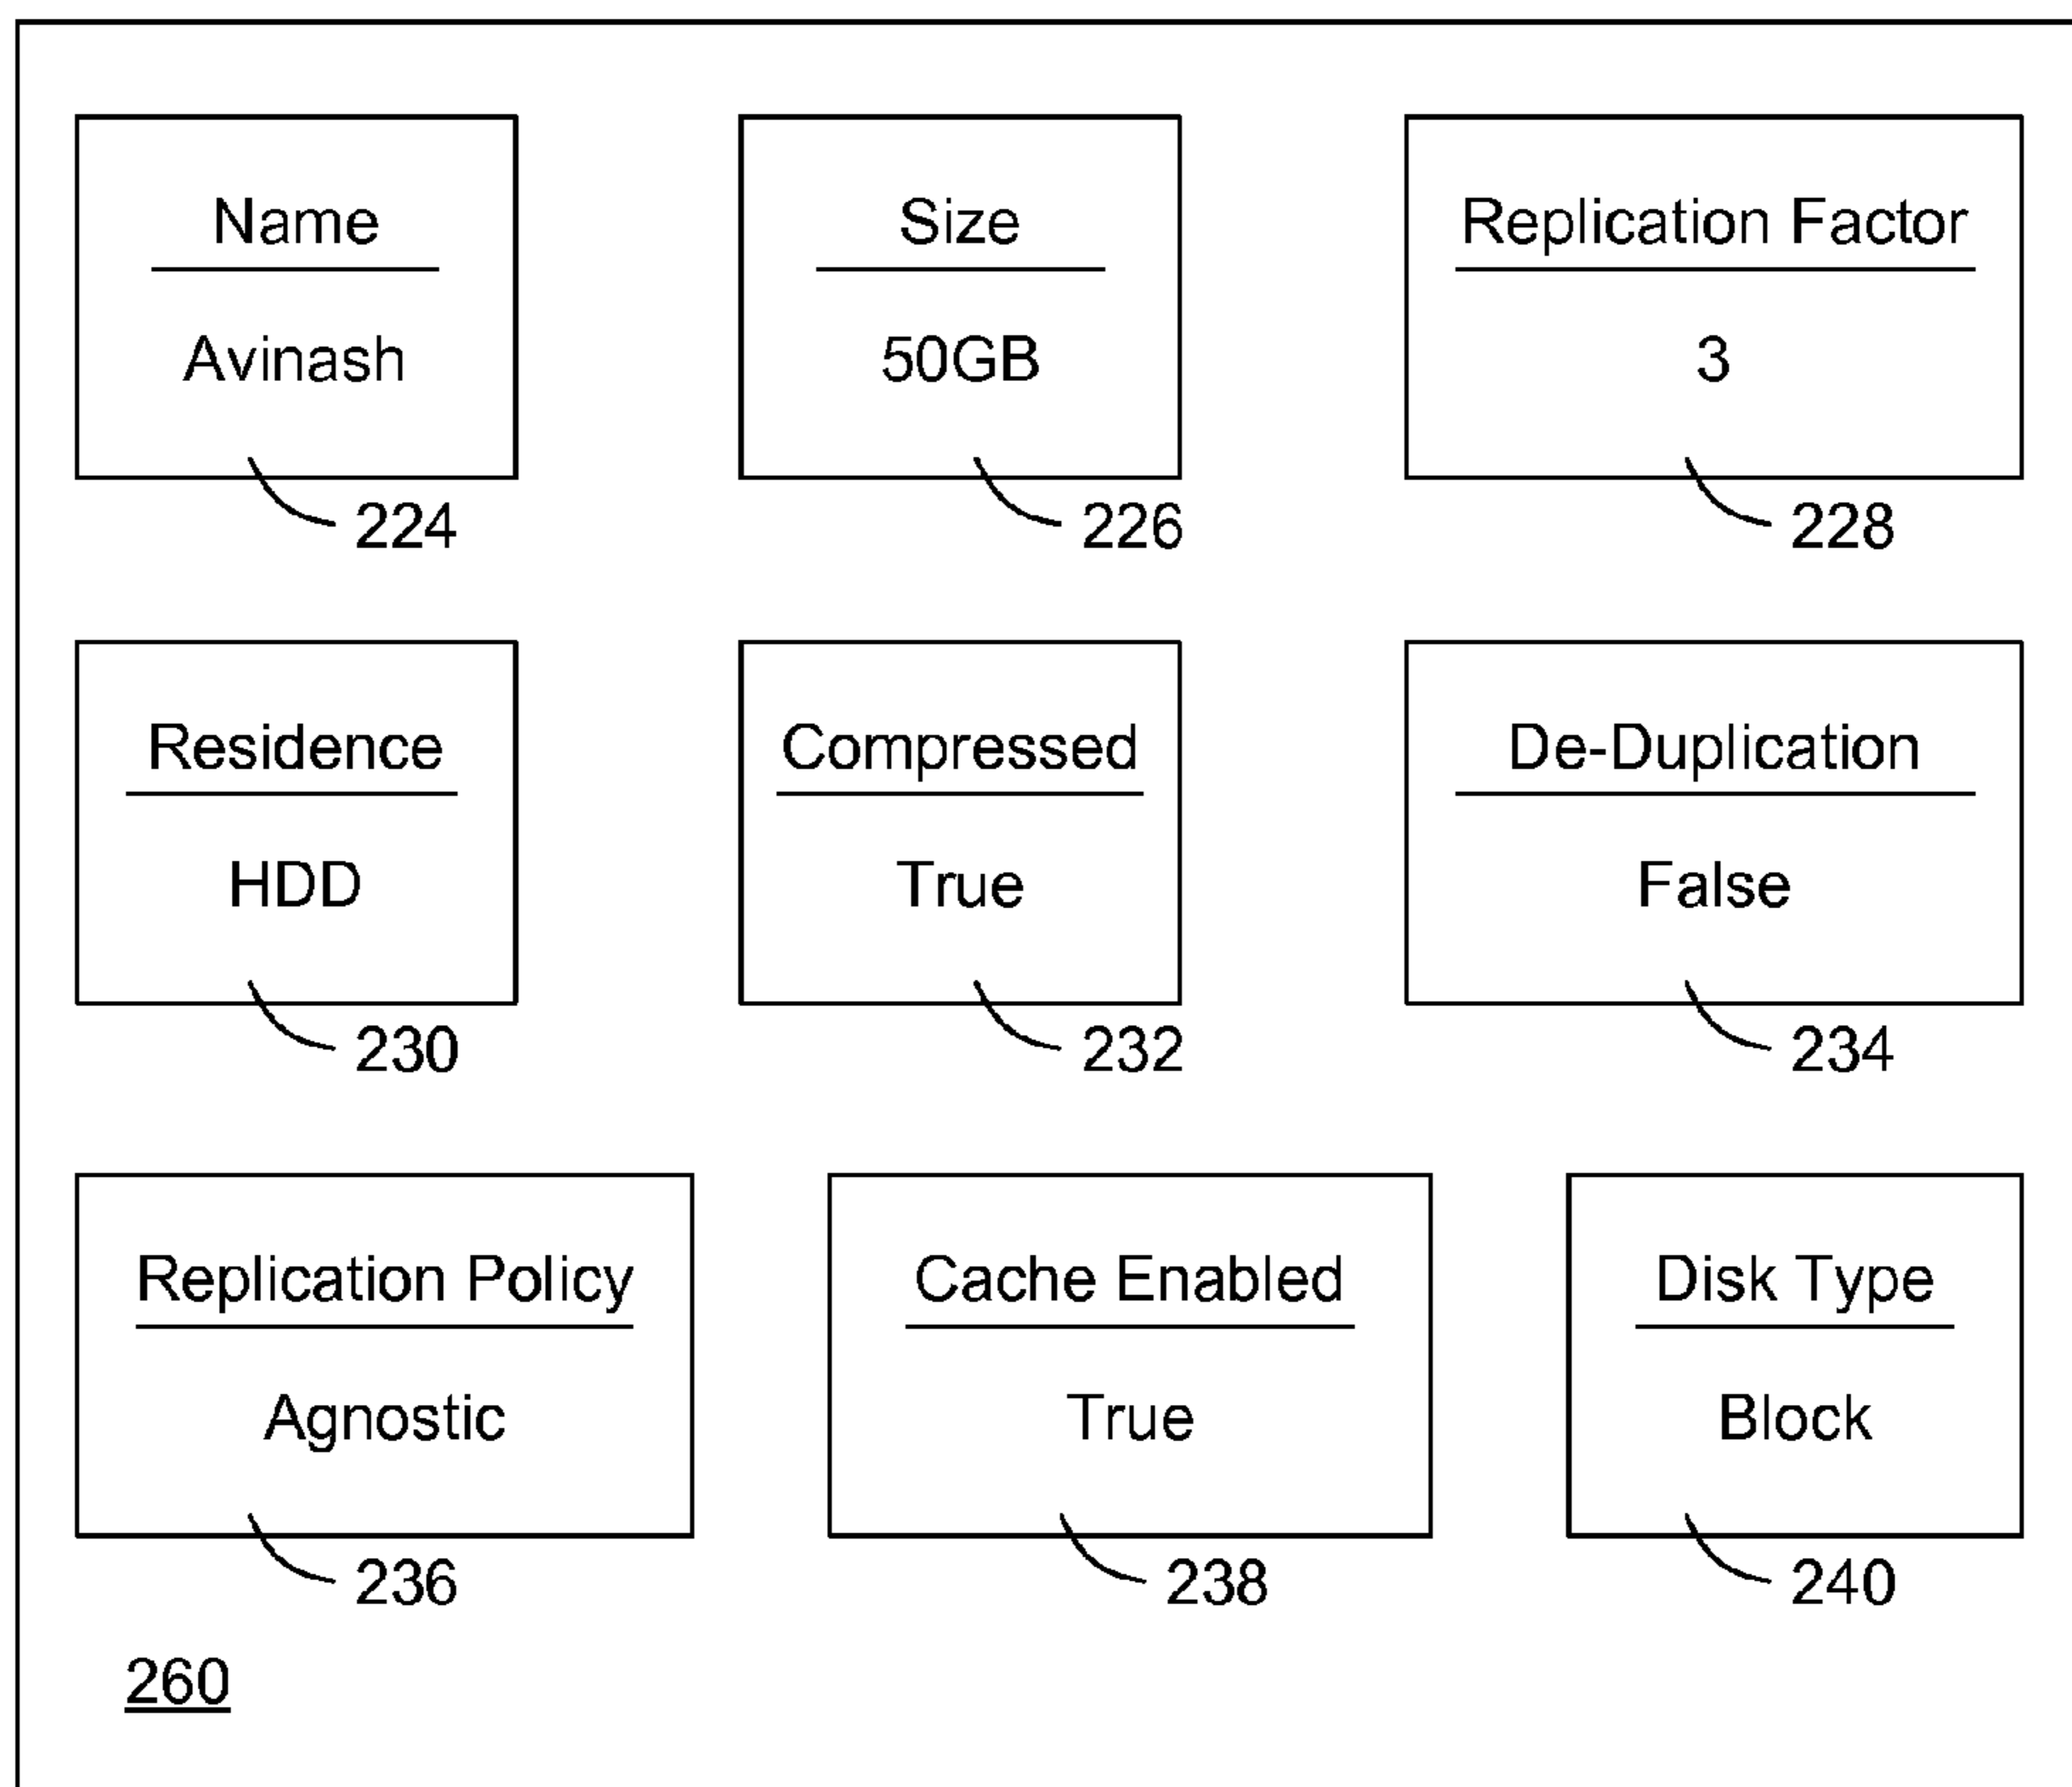 Name
Avinash
224
Size
50GB
226
Replication Factor
3
228
Residence
HDD
230
Compressed
True
232
De-Duplication
False
234
Replication Policy
Agnostic
236
Cache Enabled
True
238
Disk Type
Block
240
260